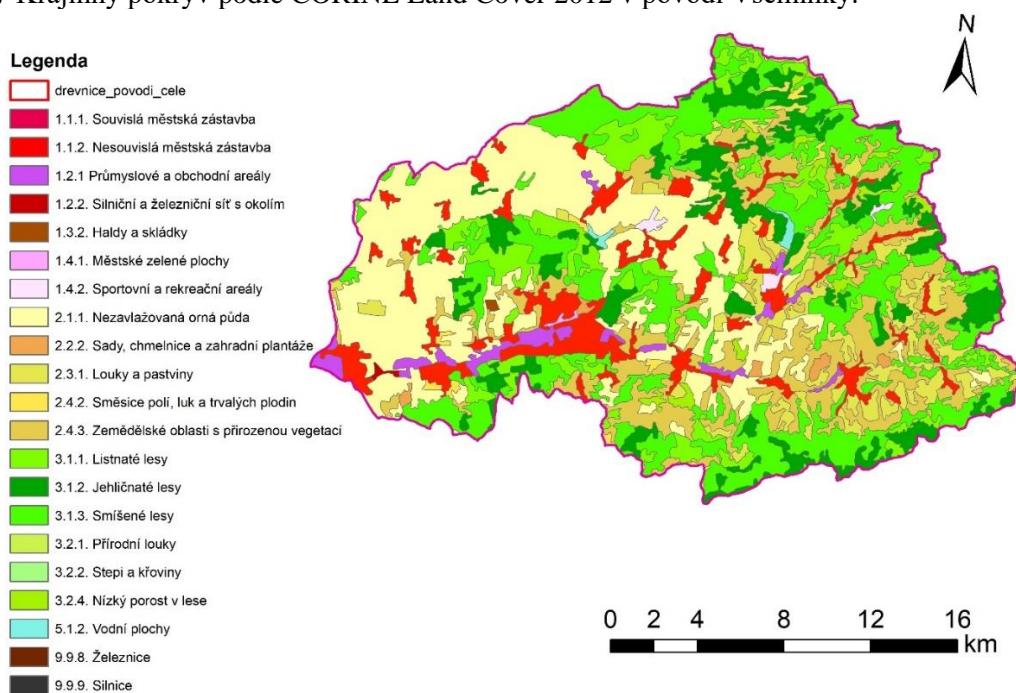 Krajinný pokryv podle CORINE Land Cover 2012 v povodí Všeminky.
N
Legenda
drevnice_povodi_cele
1.1.1. Souvislá městská zástavba
1.1.2. Nesouvislá městská zástavba
1.2.1 Průmyslové a obchodní areály
1.2.2. Silniční a železniční síť s okolím
1.3.2. Haldy a skládky
1.4.1. Městské zelené plochy
1.4.2. Sportovní a rekreační areály
2.1.1. Nezavlažovaná orná půda
2.2.2. Sady, chmelnice a zahradní plantáže
2.3.1. Louky a pastviny
2.4.2. Směsice polí, luk a trvalých plodin
2.4.3. Zemědělské oblasti s přirozenou vegetací
3.1.1. Listnaté lesy
3.1.2. Jehličnaté lesy
3.1.3. Smíšené lesy
3.2.1. Přírodní louky
3.2.2. Stepi a křoviny
3.2.4. Nízký porost v lese
5.1.2. Vodní plochy
9.9.8. Železnice
9.9.9. Silnice
0 2 4 8 12 16
km